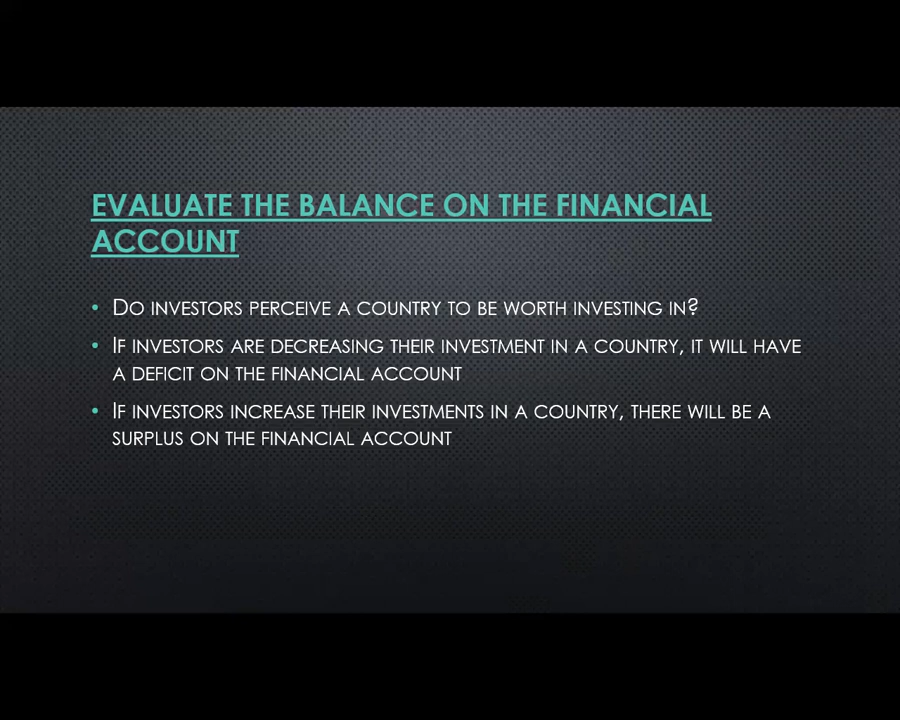 EVALUATE THE BALANCE ON THE FINANCIAL
ACCOUNT
• DO INVESTORS PERCEIVE A COUNTRY TO BE WORTH INVESTING IN?
• IF INVESTORS ARE DECREASING THEIR INVESTMENT IN A COUNTRY, IT WILL HAVE
A DEFICIT ON THE FINANCIAL ACCOUNT
• IF INVESTORS INCREASE THEIR INVESTMENTS IN A COUNTRY, THERE WILL BE A
SURPLUS ON THE FINANCIAL ACCOUNT